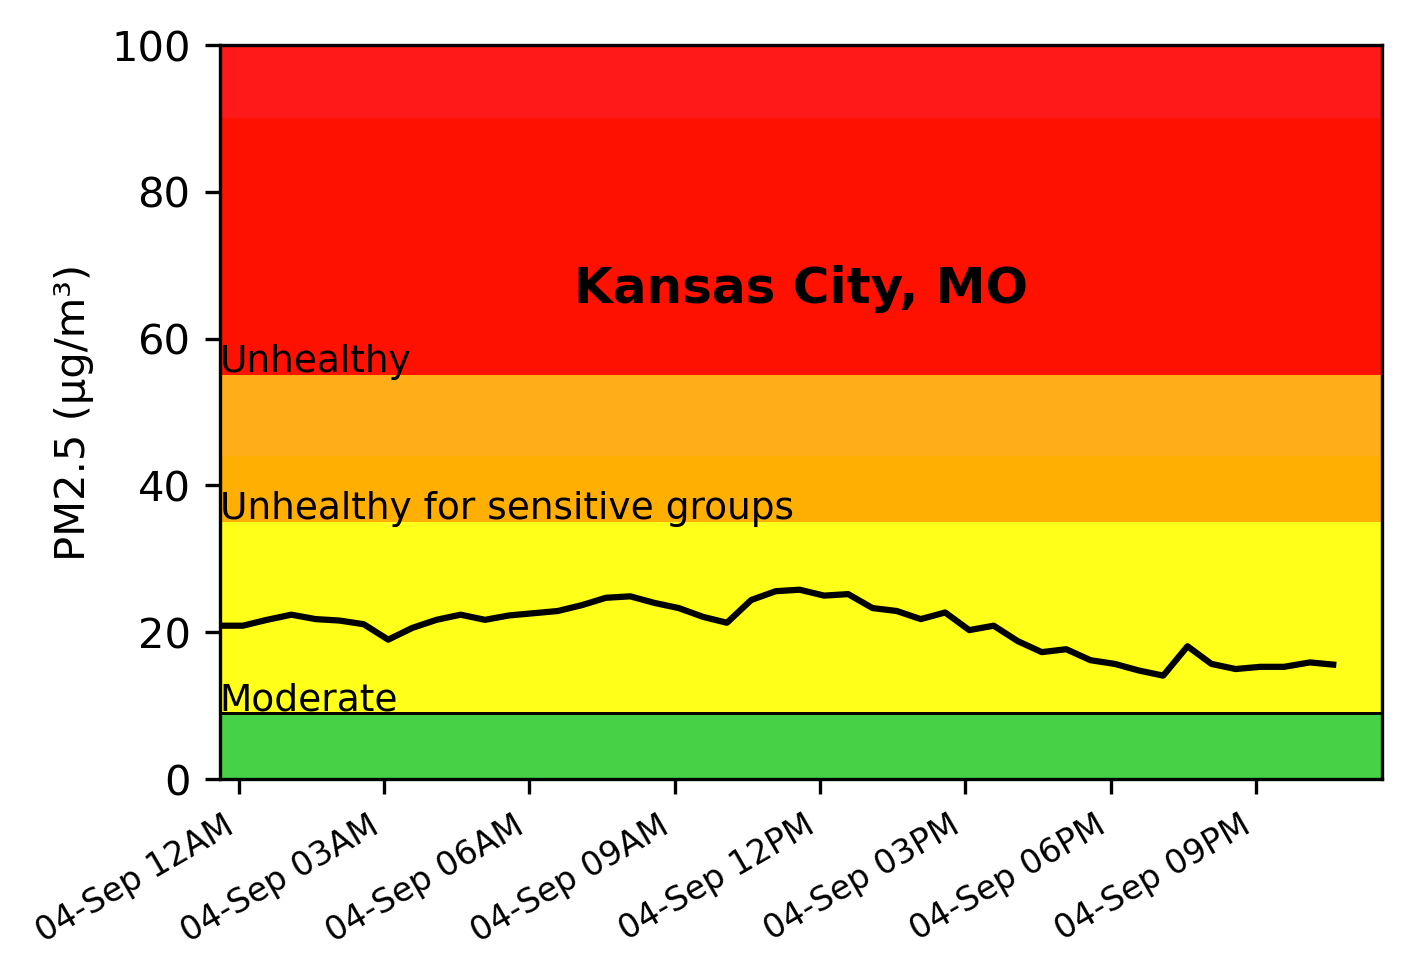 100
80
60
40
20
0
PM2.5 (µg/m³)
Kansas City, MO
Unhealthy
Unhealthy for sensitive groups
Moderate
04-Sep 12AM
04-Sep 03AM
04-Sep 06AM
04-Sep 09AM
04-Sep 12PM
04-Sep 03PM
04-Sep 06PM
04-Sep 09PM